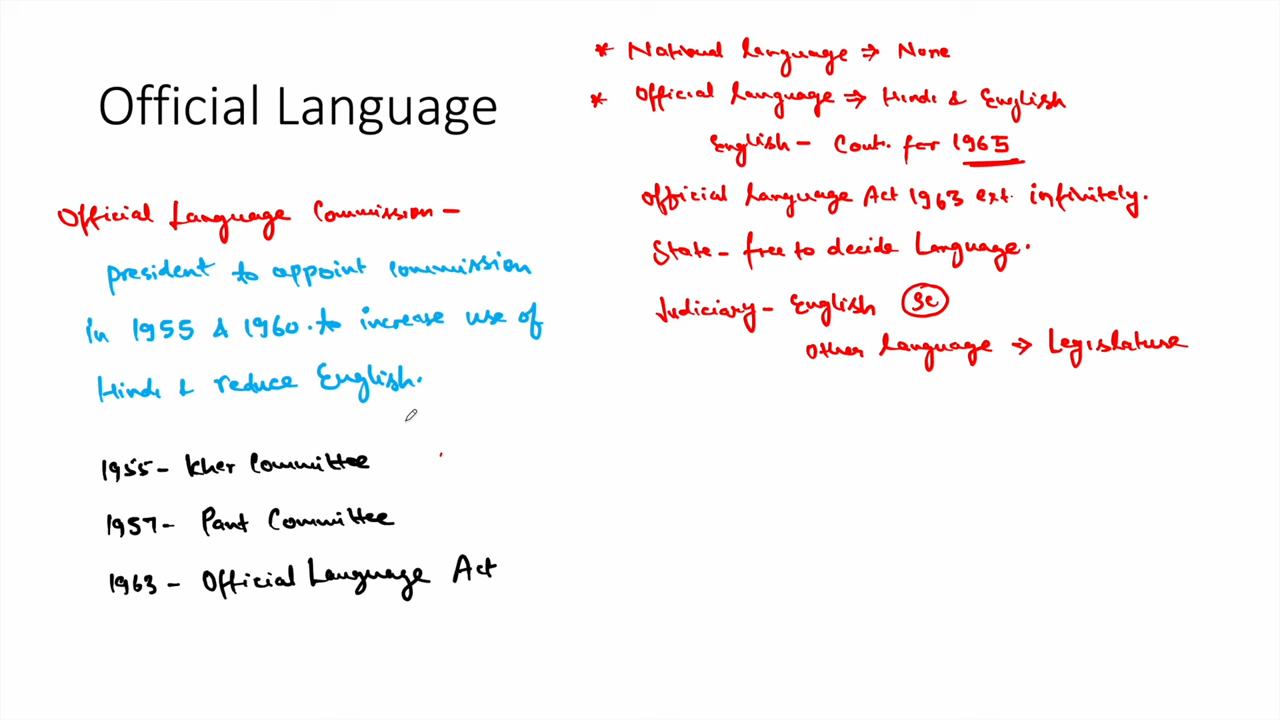 Official Language
Official Language Commission -
president to appoint commission
in 1955 & 1960. to increase use of
Hindi & reduce English.
1955 - Kher Committee
1957 - Pant Committee
1963 - Official Language Act
* National Language ⇒ None
* Official Language ⇒ Hindi & English
English - Cont. for 1965
Official Language Act 1963 ext. infinitely.
State - free to decide Language.
Judiciary - English SC
Other Language → Legislature